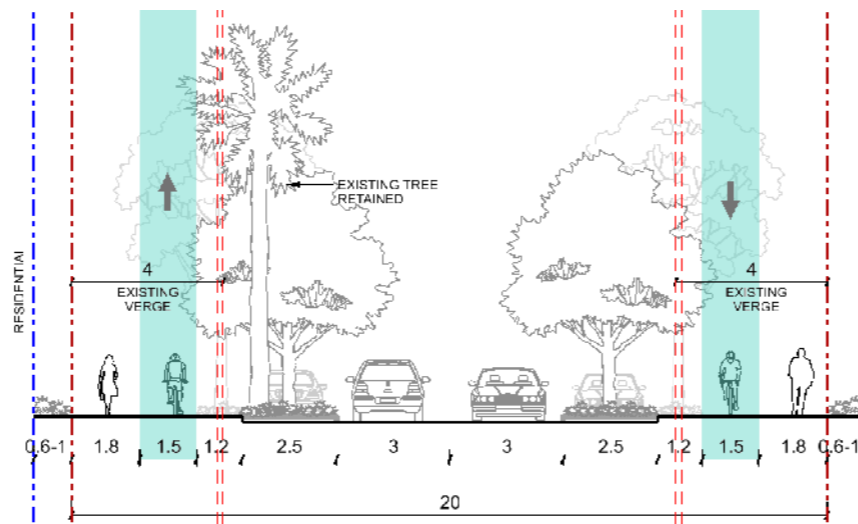 EXISTING TREE
RETAINED
4
EXISTING
VERGE
4
EXISTING
VERGE
RESIDENTIAL
0.6-1 1.8 1.5 1.2 2.5 3 3 2.5 1.2 1.5 1.8 0.6-1
20